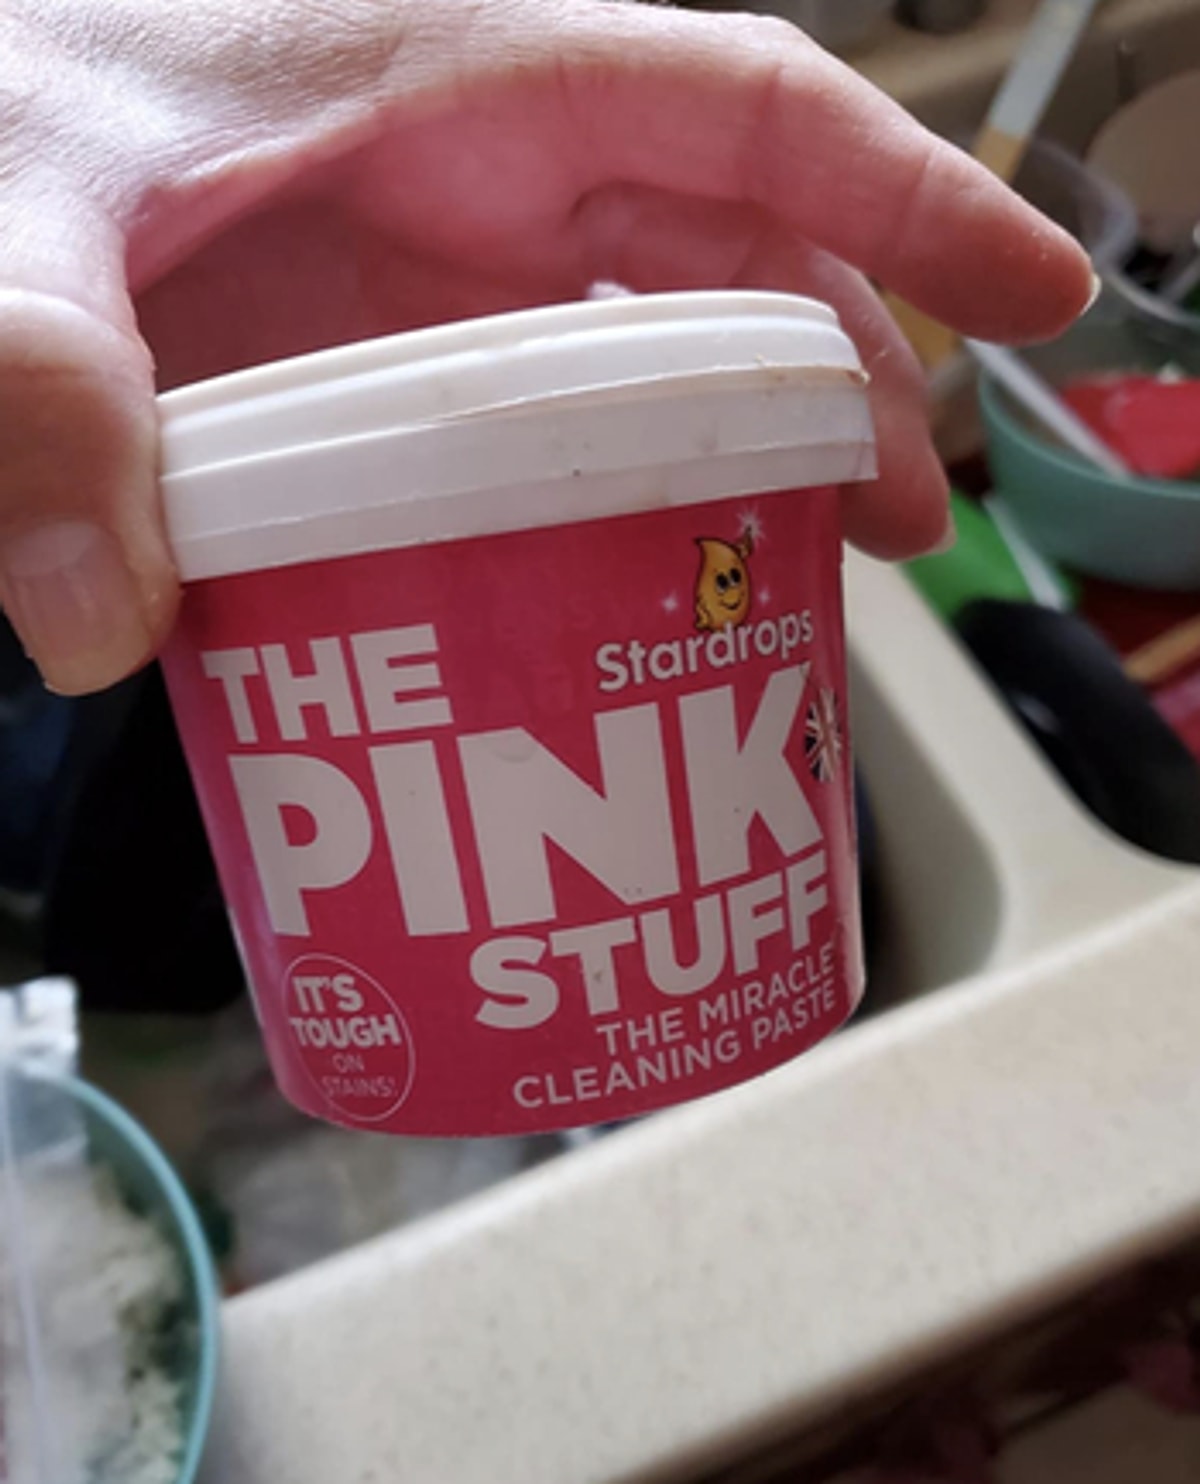 Stardrops
THE
PINK
STUFF
THE MIRACLE
CLEANING PASTE
IT'S
TOUGH
ON
STAINS!